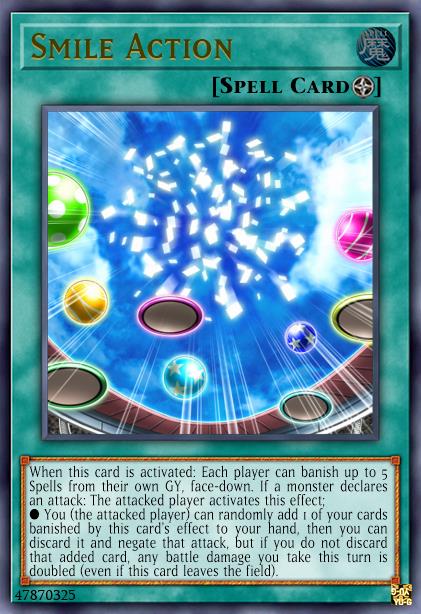 Smile Action
魔
[Spell Card]
When this card is activated: Each player can banish up to 5
Spells from their own GY, face-down. If a monster declares
an attack: The attacked player activates this effect;
● You (the attacked player) can randomly add 1 of your cards
banished by this card's effect to your hand, then you can
discard it and negate that attack, but if you do not discard
that added card, any battle damage you take this turn is
doubled (even if this card leaves the field).
47870325